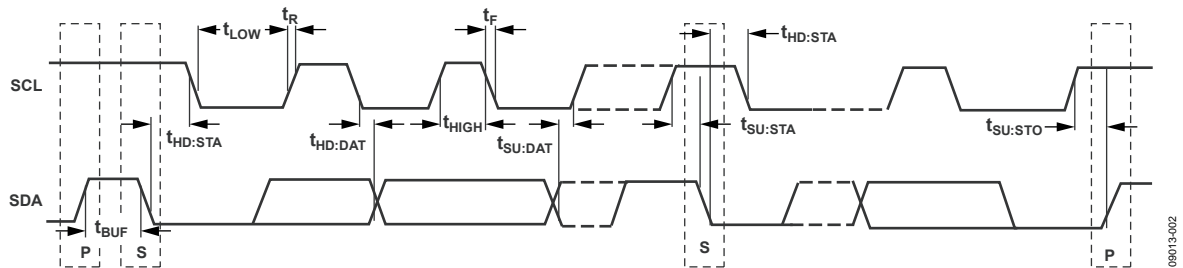 tR
tF
tLOW
tHD:STA
SCL
tHD:STA
tHD:DAT
tHIGH
tSU:DAT
tSU:STA
tSU:STO
SDA
tBUF
P
S
S
P
09013-002